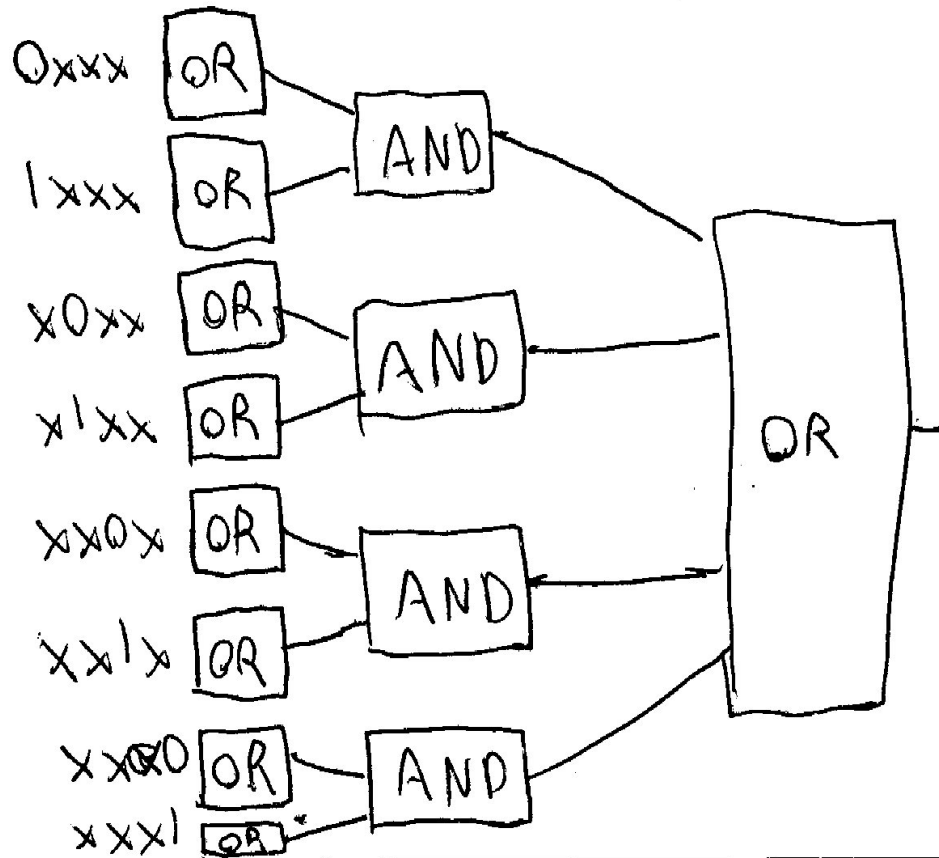 0xxx OR
AND
1xxx OR
x0xx OR
AND
x1xx OR
OR
xx0x OR
AND
xx1x OR
OR
AND
xxx1 OR